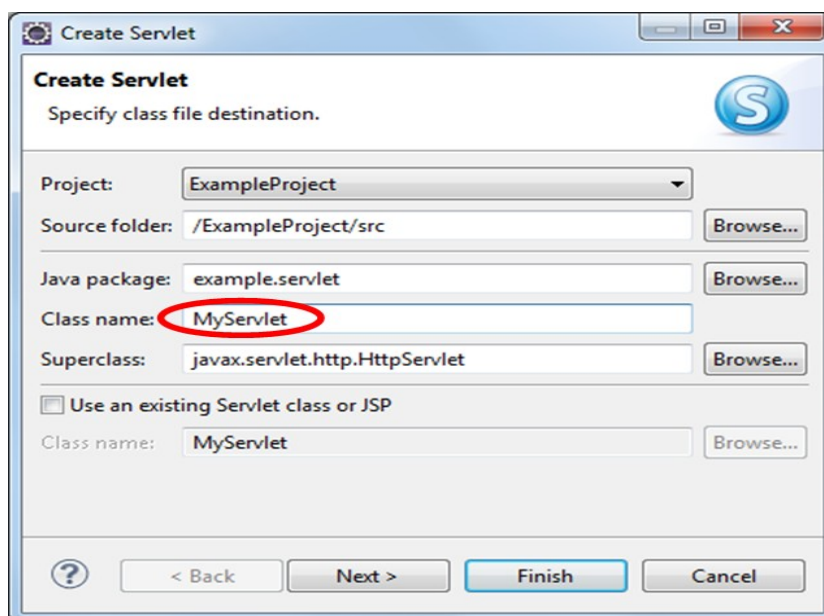 Create Servlet
Create Servlet
Specify class file destination.
S
Project: ExampleProject
Source folder: /ExampleProject/src Browse...
Java package: example.servlet Browse...
Class name: MyServlet
Superclass: javax.servlet.http.HttpServlet Browse...
Use an existing Servlet class or JSP
Class name: MyServlet Browse...
? < Back Next > Finish Cancel